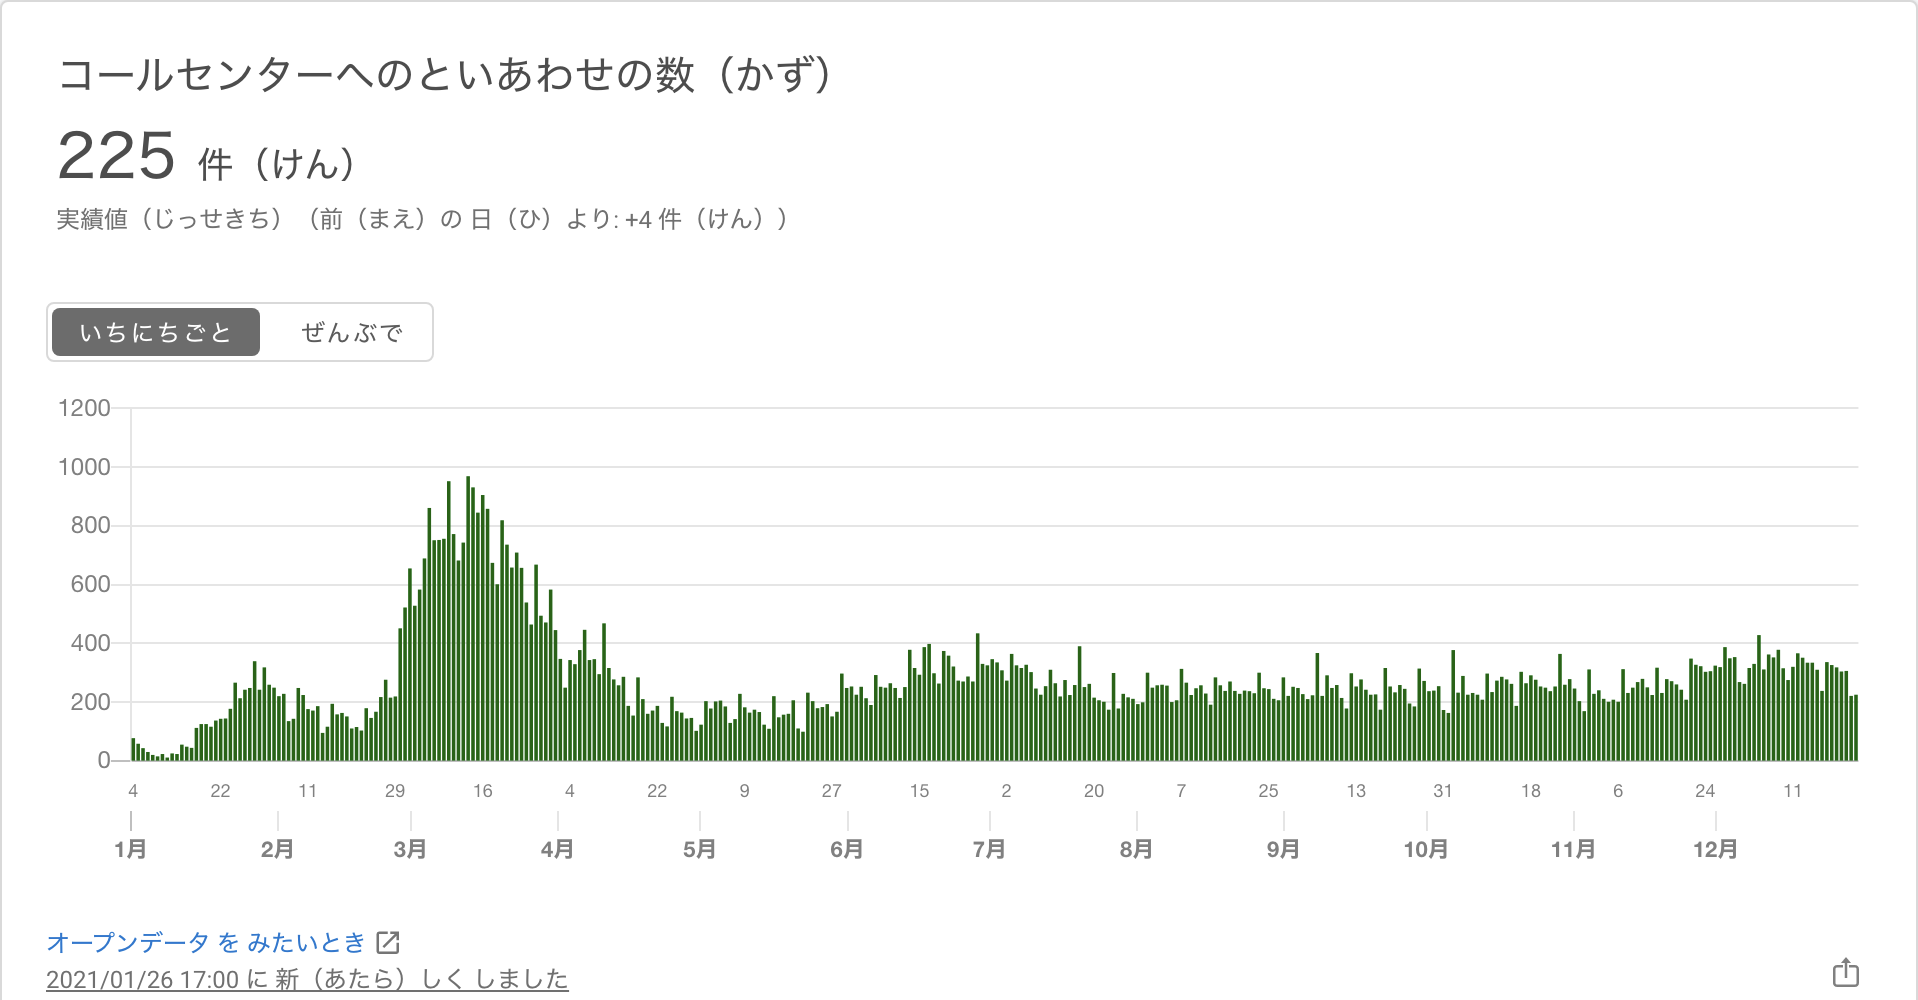 コールセンターへのといあわせの数（かず）
225 件（けん）
実績値（じっせきち）（前（まえ）の 日（ひ）より: +4 件（けん））
いちにちごと ぜんぶで
1200
1000
800
600
400
200
0
4 22 11 29 16 4 22 9 27 15 2 20 7 25 13 31 18 6 24 11
1月 2月 3月 4月 5月 6月 7月 8月 9月 10月 11月 12月
オープンデータ を みたいとき
2021/01/26 17:00 に 新（あたら）しく しました